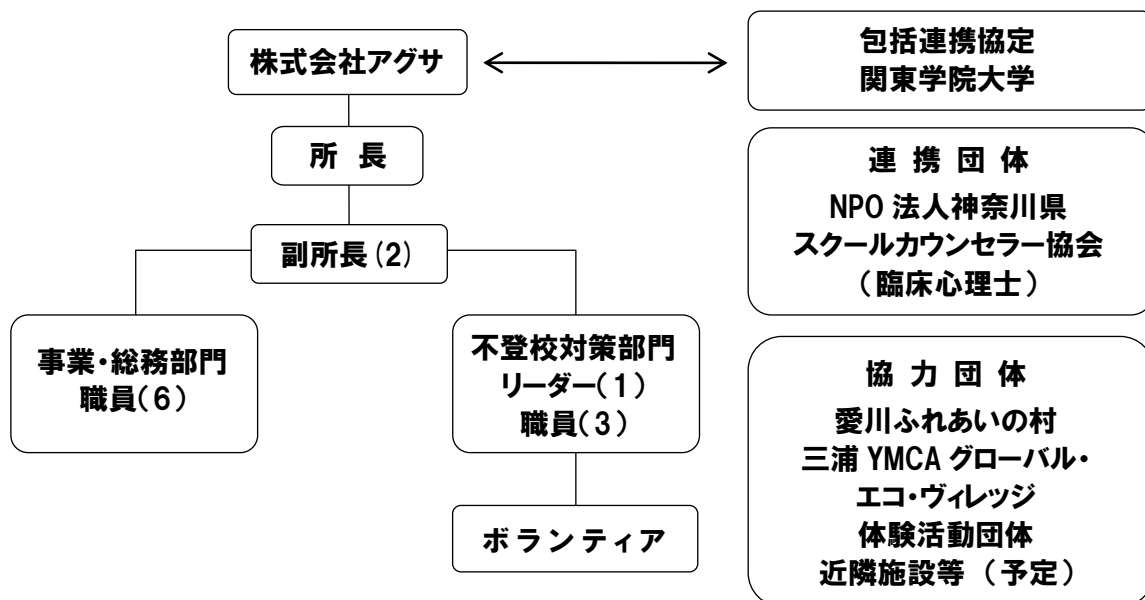 株式会社アグサ
所 長
副所長(2)
事業・総務部門
職員(6)
不登校対策部門
リーダー(1)
職員(3)
ボランティア
包括連携協定
関東学院大学
連 携 団 体
NPO 法人神奈川県
スクールカウンセラー協会
(臨床心理士)
協 力 団 体
愛川ふれあいの村
三浦 YMCA グローバル・
エコ・ヴィレッジ
体験活動団体
近隣施設等 (予定)